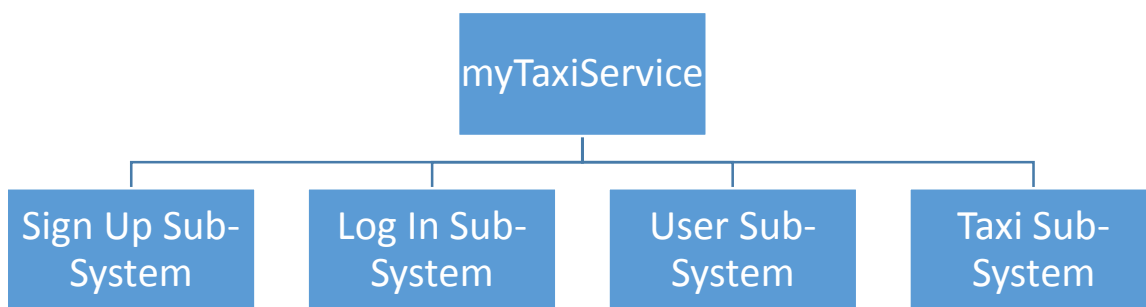 myTaxiService
Sign Up Sub-
System
Log In Sub-
System
User Sub-
System
Taxi Sub-
System